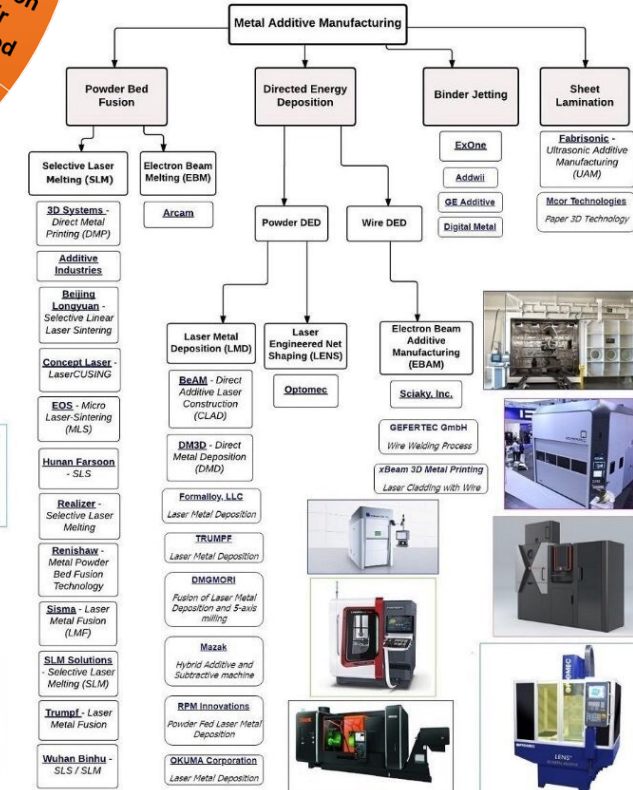 Metal Additive Manufacturing
Powder Bed
Fusion
Directed Energy
Deposition
Binder Jetting
Sheet
Lamination
Selective Laser
Melting (SLM)
Electron Beam
Melting (EBM)
3D Systems -
Direct Metal
Printing (DMP)
Additive
Industries
Beijing
Longyuan -
Selective Linear
Laser Sintering
Concept Laser -
LaserCUSING
EOS - Micro
Laser-Sintering
(MLS)
Hunan Farsoon
- SLS
Realizer -
Selective Laser
Melting
Renishaw -
Metal Powder
Bed Fusion
Technology
Sisma - Laser
Metal Fusion
(LMF)
SLM Solutions
- Selective Laser
Melting (SLM)
Trumpf - Laser
Metal Fusion
Wuhan Binhu -
SLS / SLM
Arcam
Powder DED
Wire DED
Laser Metal
Deposition (LMD)
BeAM - Direct
Additive Laser
Construction
(CLAD)
DM3D - Direct
Metal Deposition
(DMD)
Formalloy, LLC
Laser Metal Deposition
TRUMPF
Laser Metal Deposition
DMGMORI
Fusion of Laser Metal
Deposition and 5-axis
milling
Mazak
Hybrid Additive and
Subtractive machine
RPM Innovations
Powder Fed Laser Metal
Deposition
OKUMA Corporation
Laser Metal Deposition
Laser
Engineered Net
Shaping (LENS)
Optomec
Electron Beam
Additive
Manufacturing
(EBAM)
Sciaky, Inc.
GEFERTEC GmbH
Wire Welding Process
xBeam 3D Metal Printing
Laser Cladding with Wire
ExOne
Addwii
GE Additive
Digital Metal
Fabrisonic -
Ultrasonic Additive
Manufacturing
(UAM)
Mcor Technologies
Paper 3D Technology
LENS